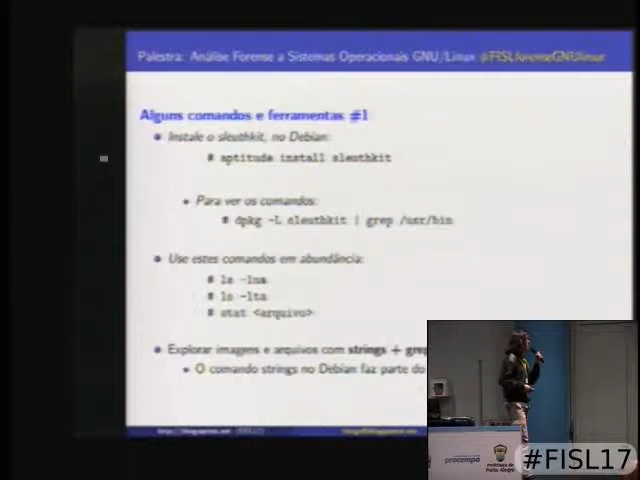 Palestra: Análise Forense a Sistemas Operacionais GNU/Linux #FISLforenseGNUlinux
Alguns comandos e ferramentas #1
Instale o sleuthkit, no Debian:
# aptitude install sleuthkit
Para ver os comandos:
# dpkg -L sleuthkit | grep /usr/bin
Use estes comandos em abundância:
# ls -lua
# ls -lta
# stat <arquivo>
Explorar imagens e arquivos com strings + grep
O comando strings no Debian faz parte do
procempa
Prefeitura de
Porto Alegre
#FISL17